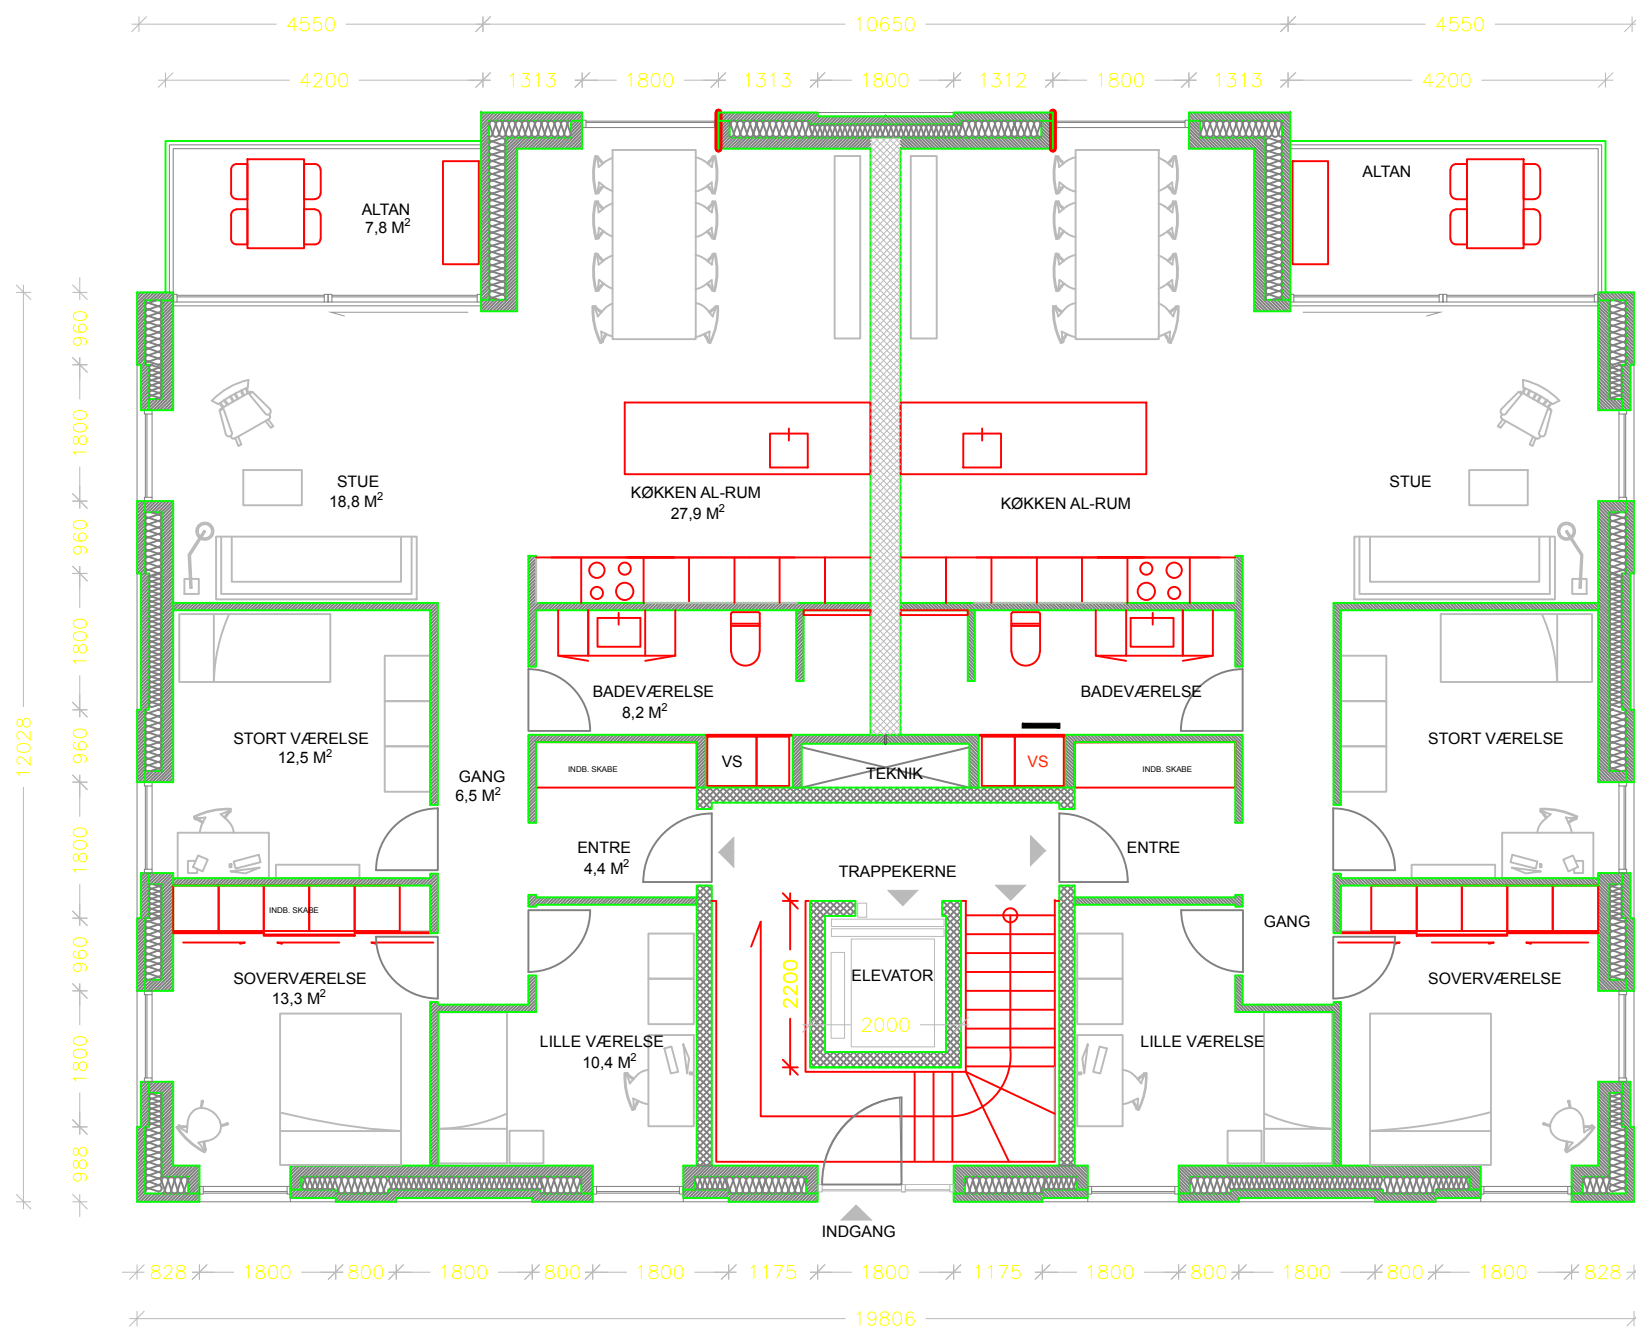 4550
10650
4550
4200
1313
1800
1313
1800
1312
1800
1313
4200
ALTAN
7,8 M²
ALTAN
960
1800
960
1800
960
1800
960
1800
988
12028
STUE
18,8 M²
KØKKEN AL-RUM
27,9 M²
KØKKEN AL-RUM
STUE
BADEVÆRELSE
8,2 M²
BADEVÆRELSE
STORT VÆRELSE
12,5 M²
GANG
6,5 M²
INDB. SKABE
VS
TEKNIK
VS
INDB. SKABE
STORT VÆRELSE
ENTRE
4,4 M²
TRAPPEKERNE
ENTRE
INDB. SKABE
GANG
SOVERVÆRELSE
13,3 M²
2200
ELEVATOR
2000
SOVERVÆRELSE
LILLE VÆRELSE
10,4 M²
LILLE VÆRELSE
INDGANG
828
1800
800
1800
800
1800
1175
1800
1175
1800
800
1800
800
1800
828
19806